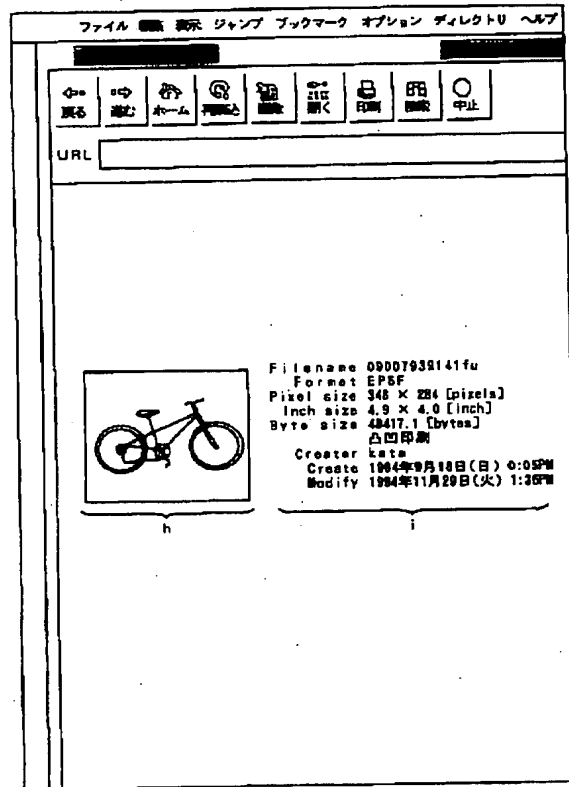 ファイル 編集 表示 ジャンプ ブックマーク オプション ディレクトリ ヘルプ
戻る 進む ホーム 再読込 開く 印刷 検索 中止
URL
Filename 09007939141fu
Format EPSF
Pixel size 348 × 284 [pixels]
Inch size 4.9 × 4.0 [inch]
Byte size 48417.1 [bytes]
凸凹印刷
Creater kata
Create 1994年9月18日(日) 0:05PM
Modify 1994年11月29日(火) 1:36PM
h i